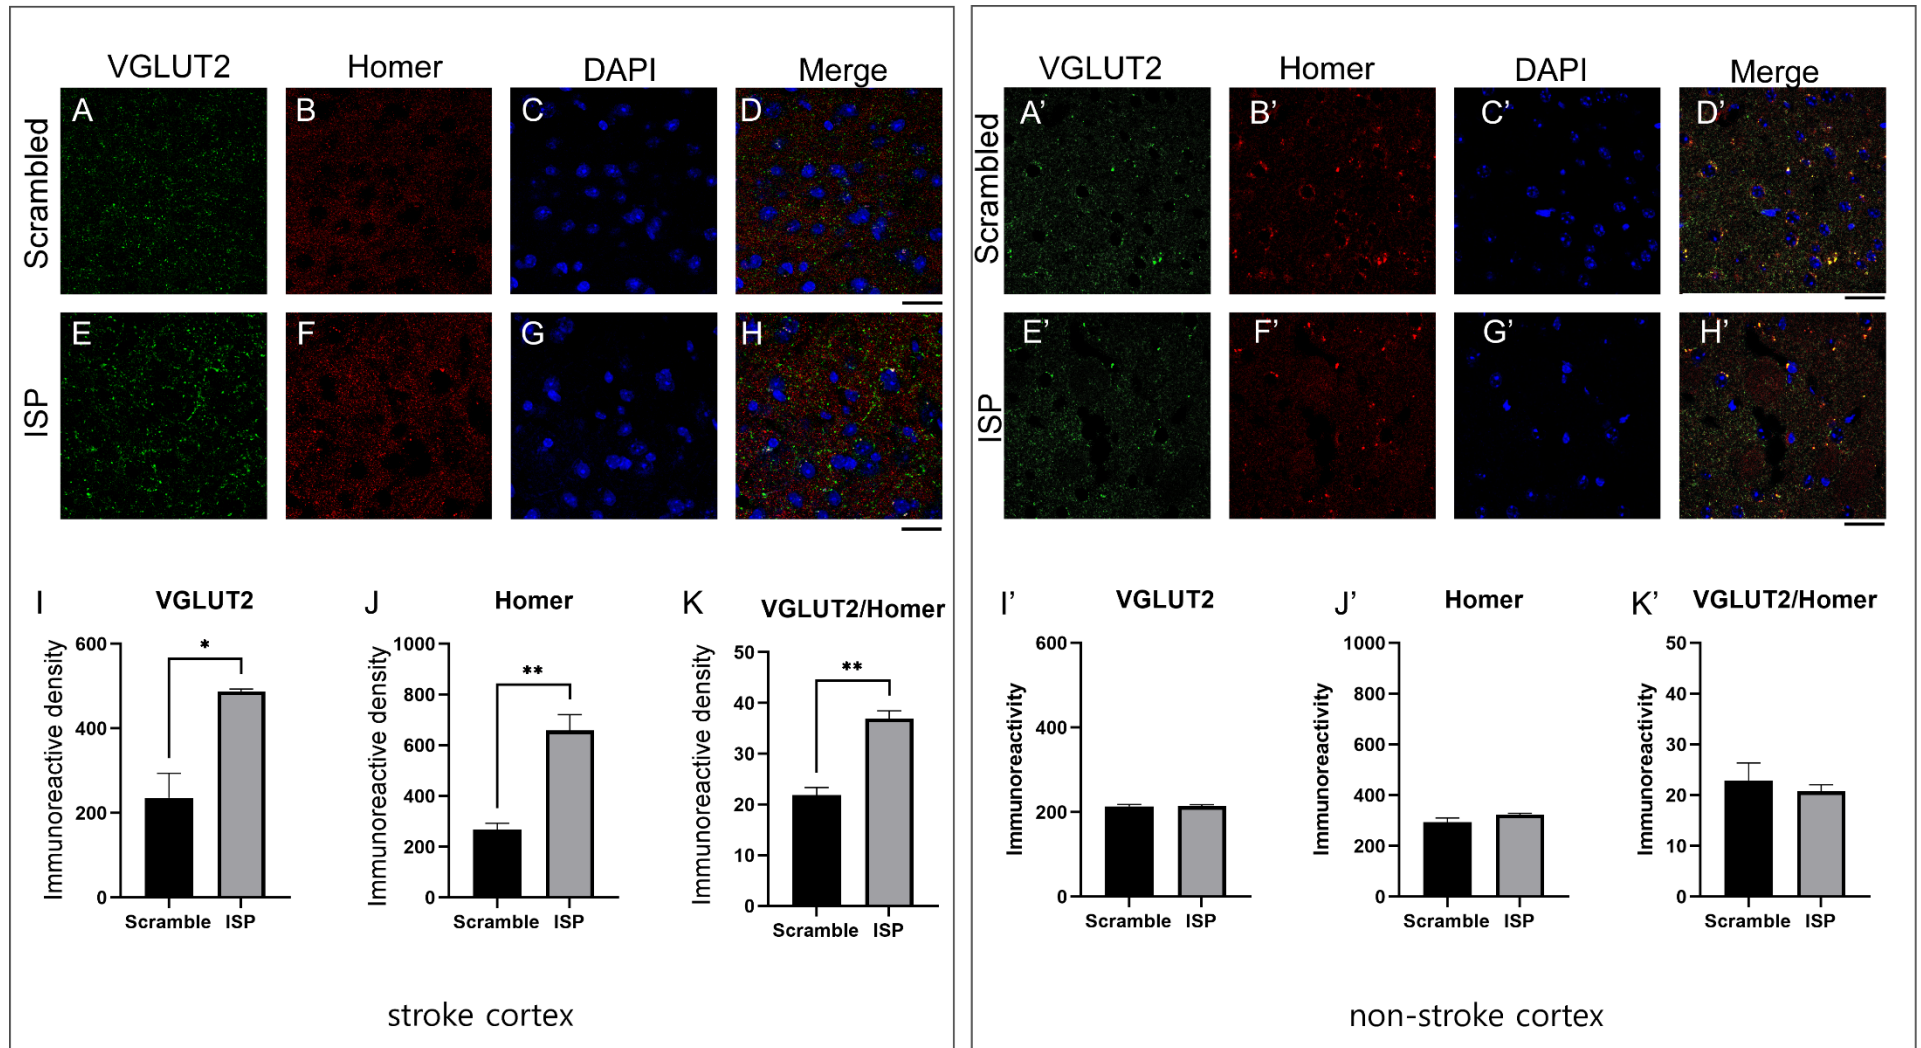 VGLUT2 Homer DAPI Merge
Scrambled
A B C D
ISP
E F G H
I VGLUT2
Immunoreactive density
600
400
200
0
*
Scramble ISP
J Homer
Immunoreactive density
1000
800
600
400
200
0
**
Scramble ISP
K VGLUT2/Homer
Immunoreactive density
50
40
30
20
10
0
**
Scramble ISP
stroke cortex
VGLUT2 Homer DAPI Merge
Scrambled
A’ B’ C’ D’
ISP
E’ F’ G’ H’
I’ VGLUT2
Immunoreactivity
600
400
200
0
Scramble ISP
J’ Homer
Immunoreactivity
1000
800
600
400
200
0
Scramble ISP
K’ VGLUT2/Homer
Immunoreactivity
50
40
30
20
10
0
Scramble ISP
non-stroke cortex